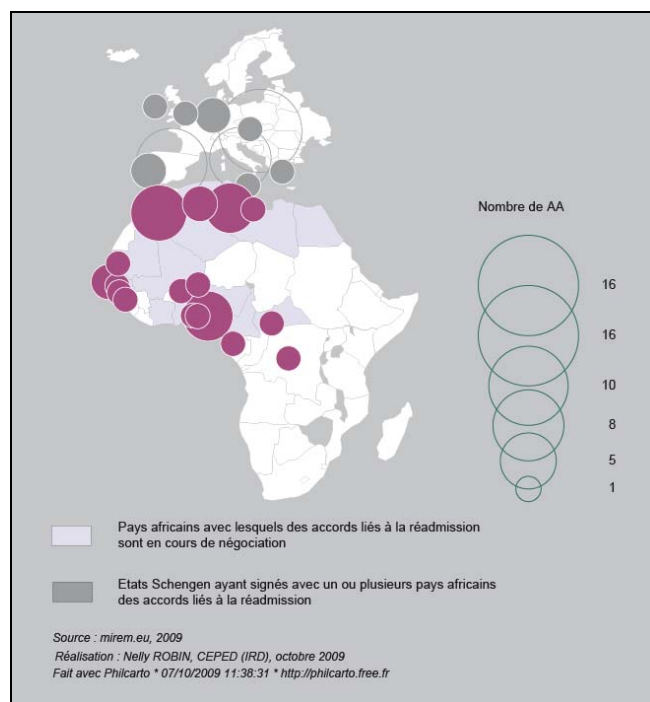 Nombre de AA
16
16
10
8
5
1
Pays africains avec lesquels des accords liés à la réadmission
sont en cours de négociation
Etats Schengen ayant signés avec un ou plusieurs pays africains
des accords liés à la réadmission
Source : mirem.eu, 2009
Réalisation : Nelly ROBIN, CEPED (IRD), octobre 2009
Fait avec Philcarto * 07/10/2009 11:38:31 * http://philcarto.free.fr